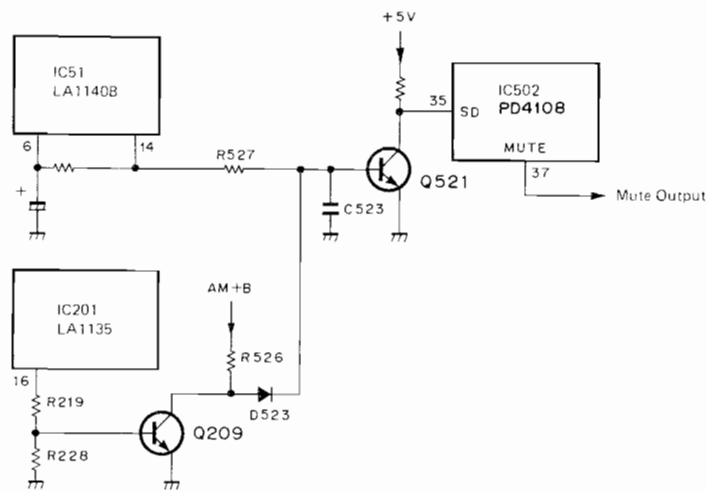 +5V
IC51
LA1140B
IC502
PD4108
35
SD
6
14
R527
MUTE
37
Q521
+
C523
Mute Output
IC201
LA1135
AM+B
16
R526
R219
D523
Q209
R228